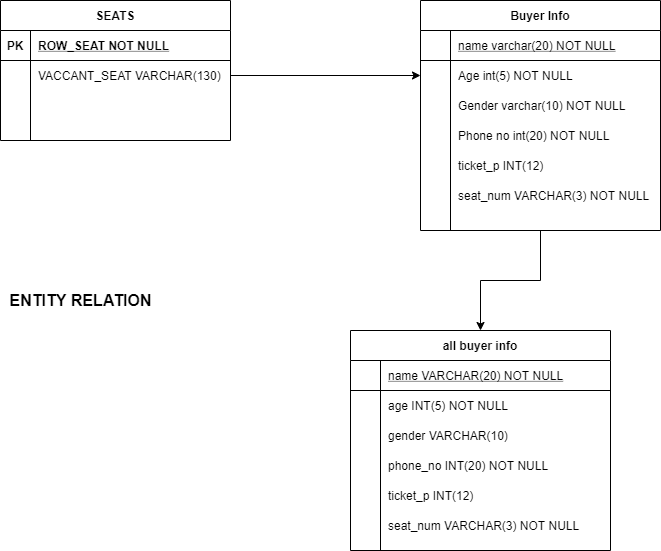 SEATS
PK ROW_SEAT NOT NULL
VACCANT_SEAT VARCHAR(130)
Buyer Info
name varchar(20) NOT NULL
Age int(5) NOT NULL
Gender varchar(10) NOT NULL
Phone no int(20) NOT NULL
ticket_p INT(12)
seat_num VARCHAR(3) NOT NULL
ENTITY RELATION
all buyer info
name VARCHAR(20) NOT NULL
age INT(5) NOT NULL
gender VARCHAR(10)
phone_no INT(20) NOT NULL
ticket_p INT(12)
seat_num VARCHAR(3) NOT NULL